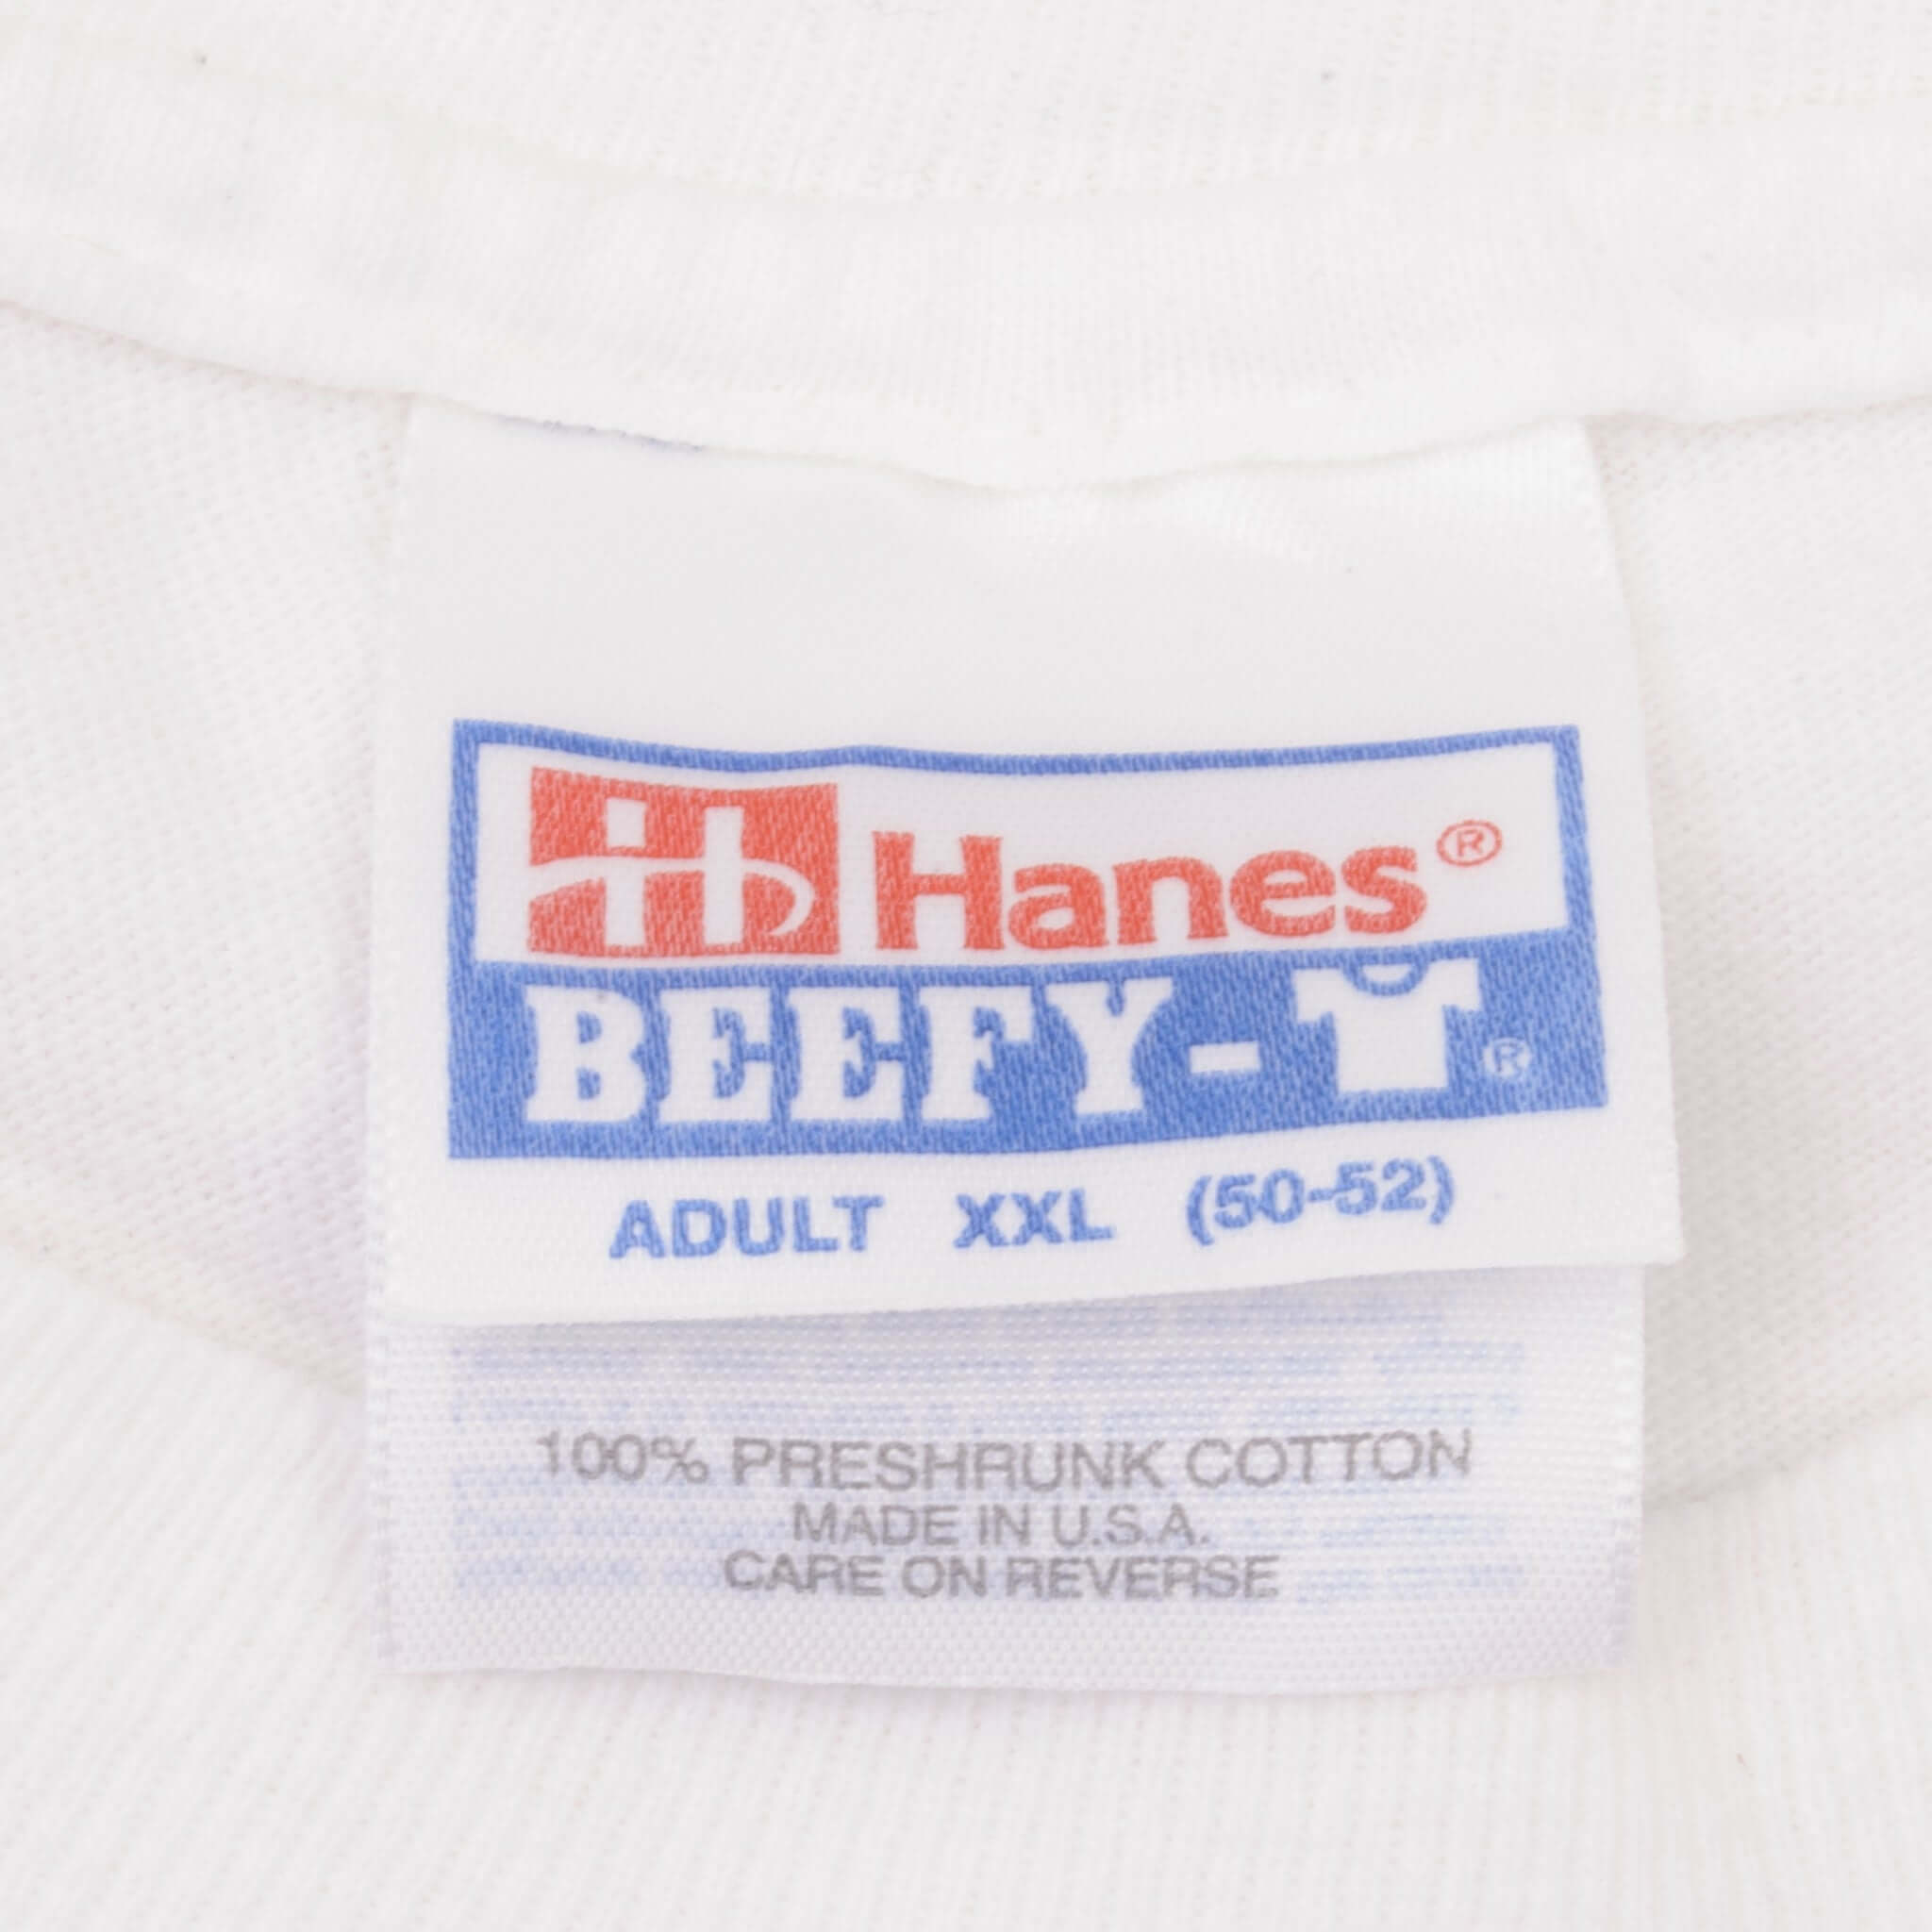 Hanes®
BEEFY-T®
ADULT XXL (50-52)
100% PRESHRUNK COTTON
MADE IN U.S.A.
CARE ON REVERSE